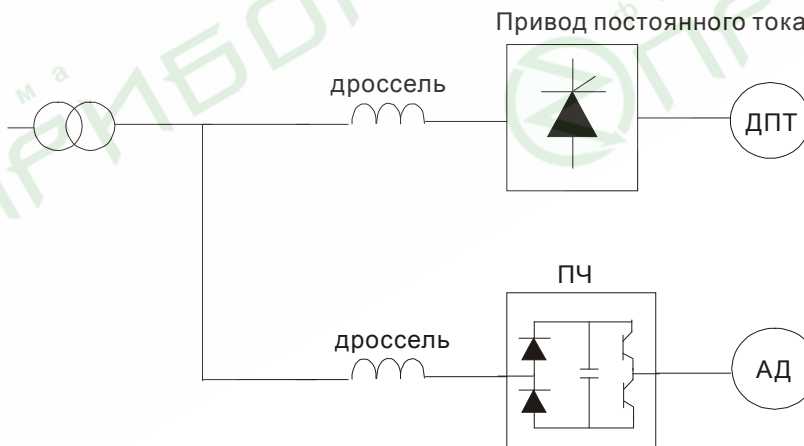 Привод постоянного тока
дроссель
ДПТ
ПЧ
дроссель
АД